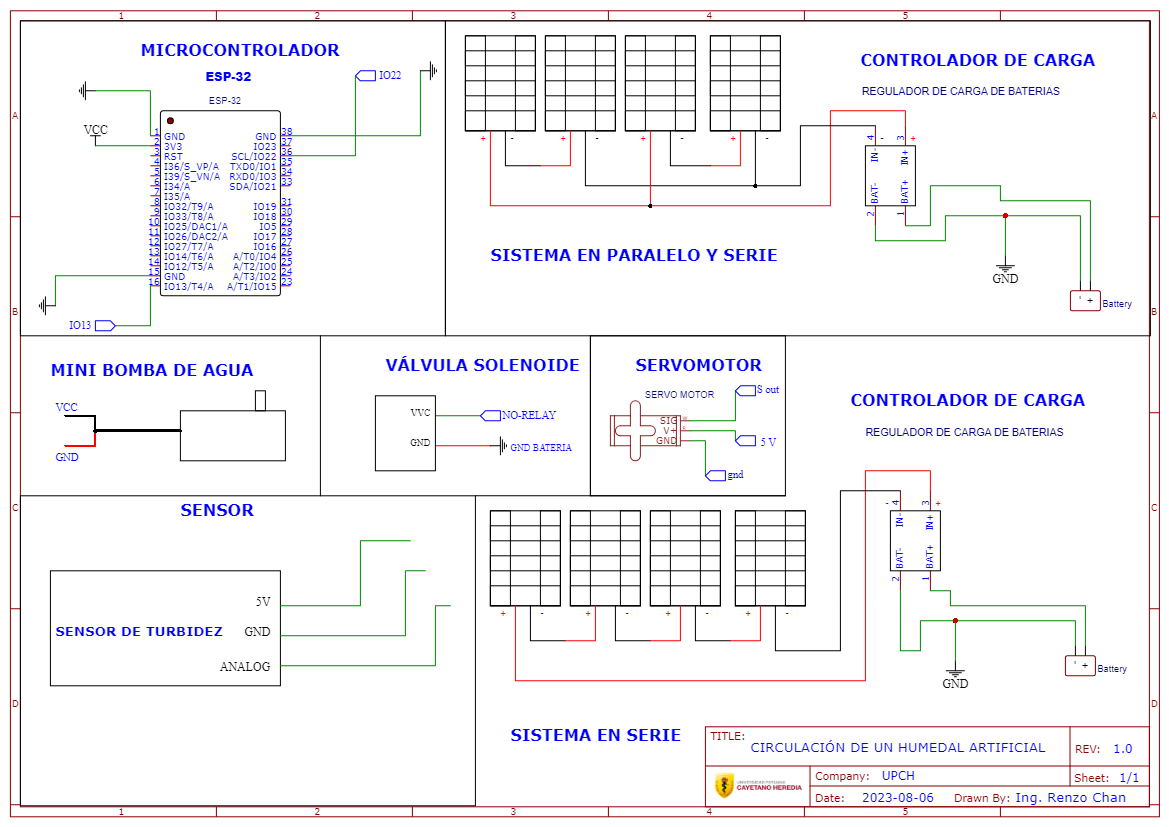 1 2 3 4 5
A
B
C
D
A
B
C
D
MICROCONTROLADOR
ESP-32
ESP-32
IO22
VCC
1 GND
2 3V3
3 RST
4 I36/S_VP/A
5 I39/S_VN/A
6 I34/A
7 I35/A
8 IO32/T9/A
9 IO33/T8/A
10 IO25/DAC1/A
11 IO26/DAC2/A
12 IO27/T7/A
13 IO14/T6/A
14 IO12/T5/A
15 GND
16 IO13/T4/A
GND 38
IO23 37
SCL/IO22 36
TXD0/IO1 35
RXD0/IO3 34
SDA/IO21 33
IO19 31
IO18 30
IO5 29
IO17 28
IO16 27
A/T0/IO4 26
A/T2/IO0 25
A/T3/IO2 24
A/T1/IO15 23
IO13
CONTROLADOR DE CARGA
REGULADOR DE CARGA DE BATERIAS
+ - + - + - + -
4 - 3 +
IN- IN+
BAT- BAT+
2 1
SISTEMA EN PARALELO Y SERIE
GND
+
Battery
MINI BOMBA DE AGUA
VCC
GND
VÁLVULA SOLENOIDE
VVC
GND
NO-RELAY
GND BATERIA
SERVOMOTOR
SERVO MOTOR
SIG
V+
GND
S out
5 V
gnd
CONTROLADOR DE CARGA
REGULADOR DE CARGA DE BATERIAS
- 4 3 +
IN- IN+
BAT- BAT+
2 1
+ - + - + - + -
GND
+
Battery
SISTEMA EN SERIE
SENSOR
SENSOR DE TURBIDEZ
5V
GND
ANALOG
TITLE:
CIRCULACIÓN DE UN HUMEDAL ARTIFICIAL
REV: 1.0
UNIVERSIDAD PERUANA
CAYETANO HEREDIA
Company: UPCH
Sheet: 1/1
Date: 2023-08-06 Drawn By: Ing. Renzo Chan
1 2 3 4 5